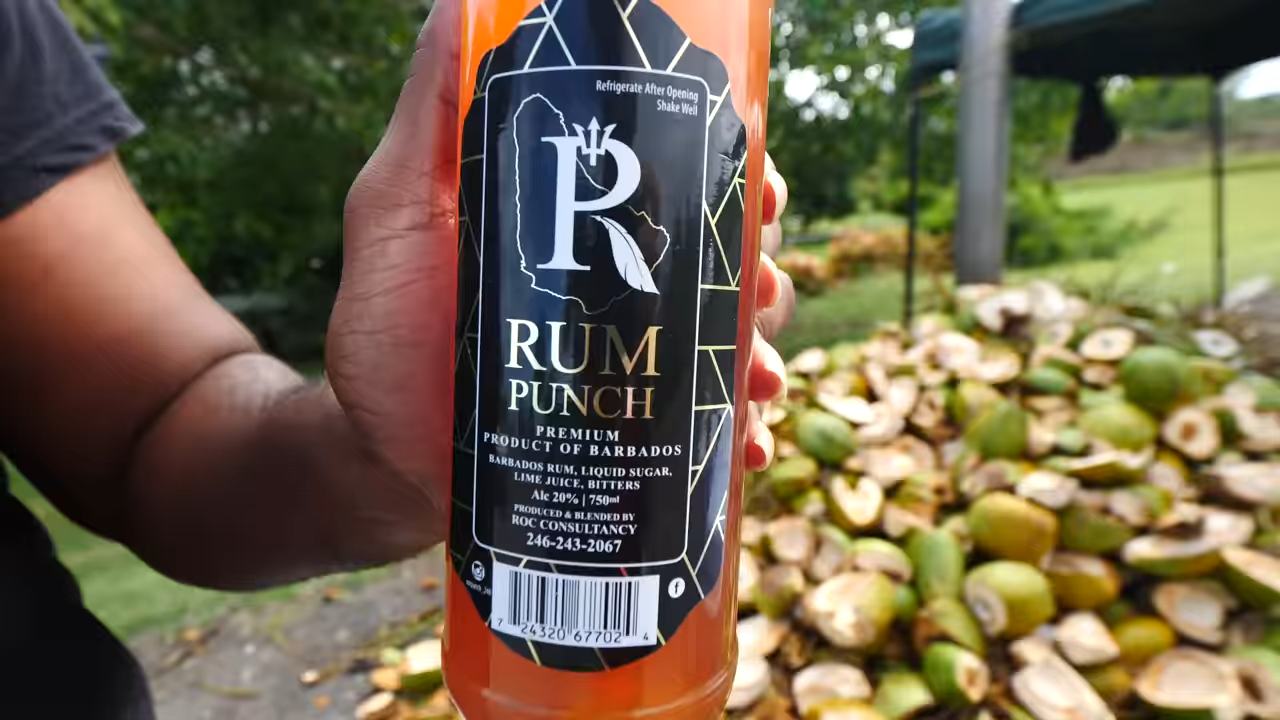 Refrigerate After Opening
Shake Well
R
RUM
PUNCH
PREMIUM
PRODUCT OF BARBADOS
BARBADOS RUM, LIQUID SUGAR,
LIME JUICE, BITTERS
Alc 20% | 750ml
PRODUCED & BLENDED BY
ROC CONSULTANCY
246-243-2067
f
7 24320 67702 4